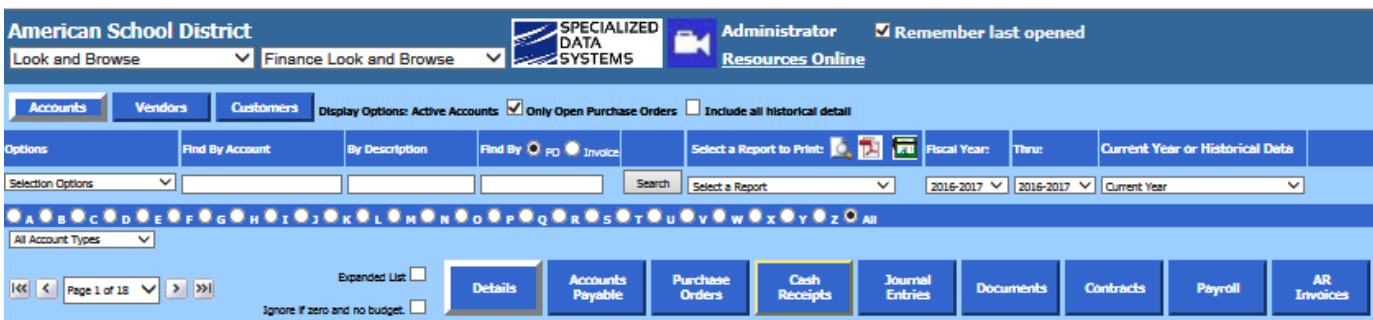 American School District
SPECIALIZED DATA SYSTEMS
Administrator
Remember last opened
Look and Browse Finance Look and Browse
Resources Online
Accounts Vendors Customers Display Options: Active Accounts Only Open Purchase Orders Include all historical detail
Options Find By Account By Description Find By PO Invoice Select a Report to Print: Fiscal Year: Thru: Current Year or Historical Data
Selection Options Search Select a Report 2016-2017 2016-2017 Current Year
A B C D E F G H I J K L M N O P Q R S T U V W X Y Z All
All Account Types
Page 1 of 18
Expanded List
Ignore if zero and no budget.
Details Accounts Payable Purchase Orders Cash Receipts Journal Entries Documents Contracts Payroll AR Invoices